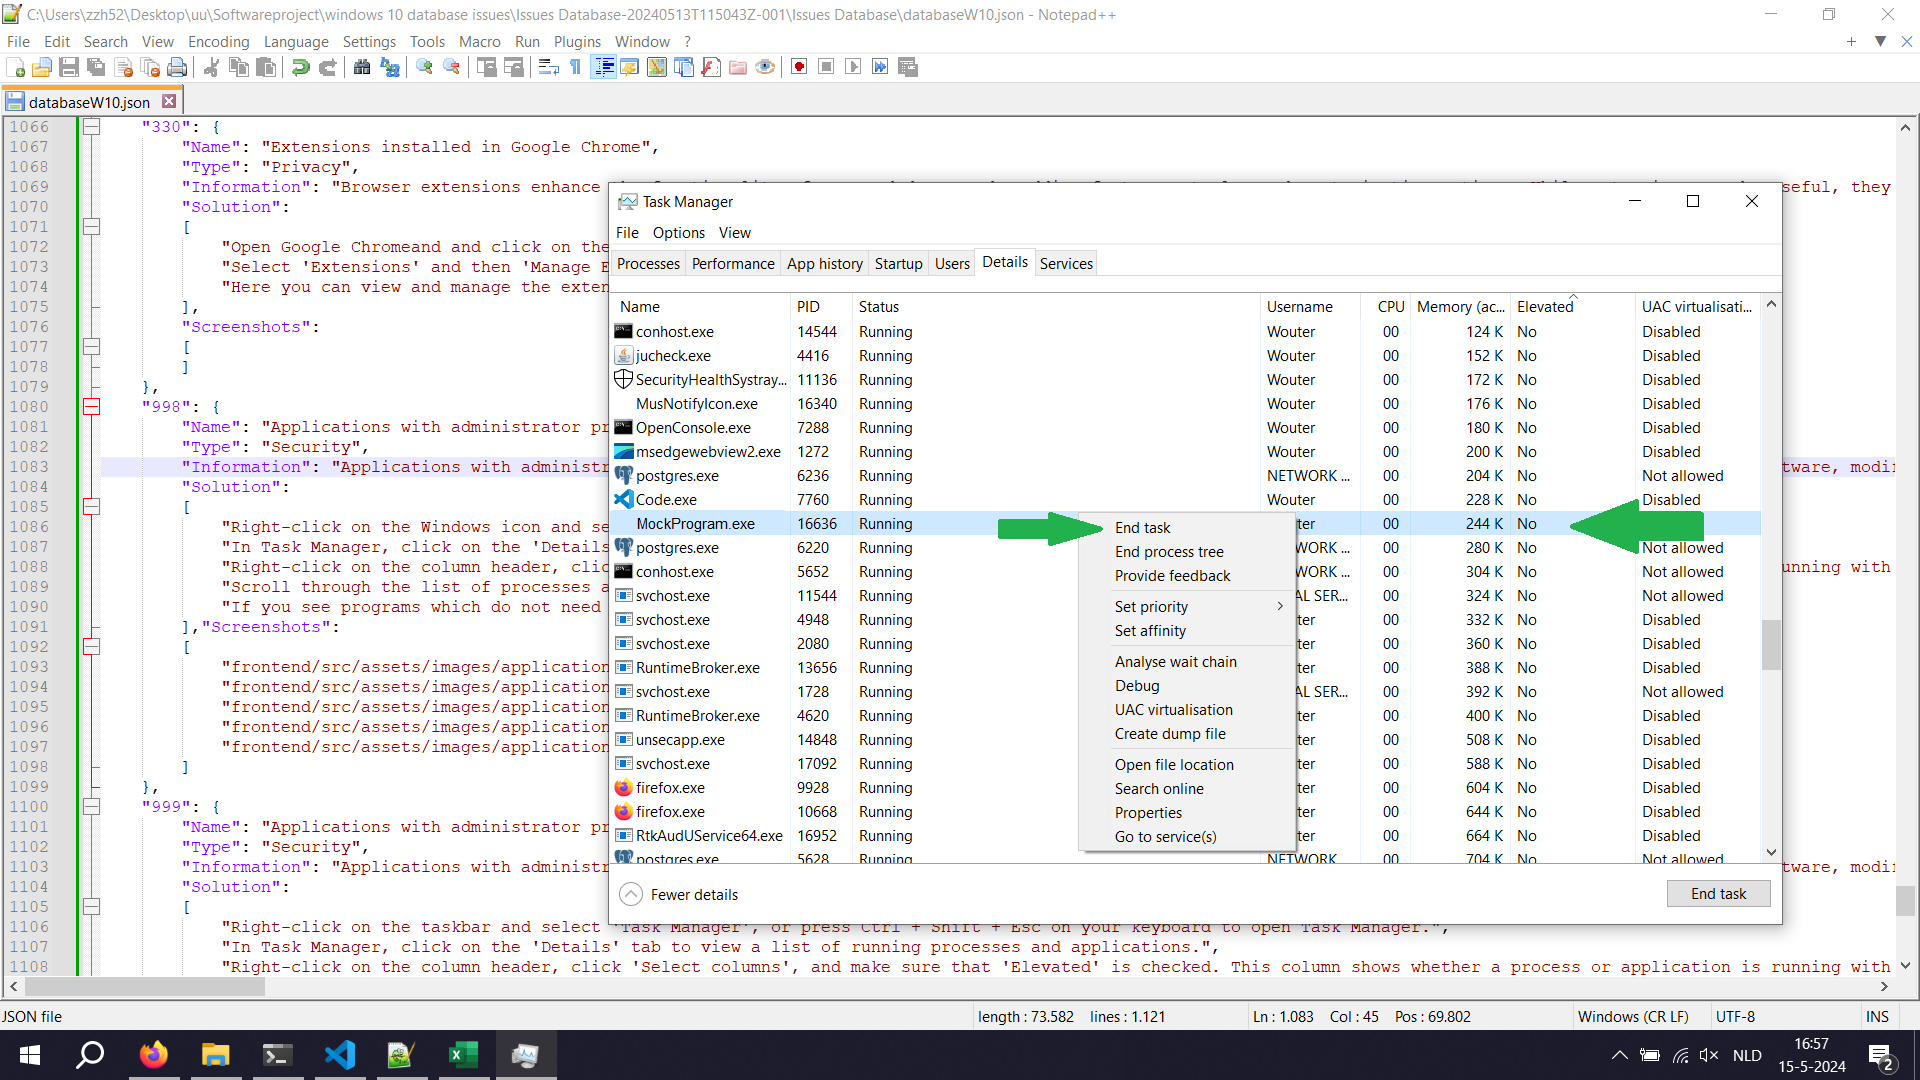 C:\Users\zzh52\Desktop\uu\Softwareproject\windows 10 database issues\Issues Database-20240513T115043Z-001\Issues Database\databaseW10.json - Notepad++
File Edit Search View Encoding Language Settings Tools Macro Run Plugins Window ?
databaseW10.json
1066 "330": {
1067 "Name": "Extensions installed in Google Chrome",
1068 "Type": "Privacy",
1069 "Information": "Browser extensions enhance seful, they
1070 "Solution":
1071 [
1072 "Open Google Chromeand and click on the
1073 "Select 'Extensions' and then 'Manage E
1074 "Here you can view and manage the exten
1075 ],
1076 "Screenshots":
1077 [
1078 ]
1079 },
1080 "998": {
1081 "Name": "Applications with administrator pr
1082 "Type": "Security",
1083 "Information": "Applications with administr tware, modif
1084 "Solution":
1085 [
1086 "Right-click on the Windows icon and se
1087 "In Task Manager, click on the 'Details
1088 "Right-click on the column header, clic unning with
1089 "Scroll through the list of processes a
1090 "If you see programs which do not need
1091 ],"Screenshots":
1092 [
1093 "frontend/src/assets/images/application
1094 "frontend/src/assets/images/application
1095 "frontend/src/assets/images/application
1096 "frontend/src/assets/images/application
1097 "frontend/src/assets/images/application
1098 ]
1099 },
1100 "999": {
1101 "Name": "Applications with administrator pr
1102 "Type": "Security",
1103 "Information": "Applications with administr tware, modif
1104 "Solution":
1105 [
1106 "Right-click on the taskbar and select 'Task Manager', or press Ctrl + Shift + Esc on your keyboard to open Task Manager.",
1107 "In Task Manager, click on the 'Details' tab to view a list of running processes and applications.",
1108 "Right-click on the column header, click 'Select columns', and make sure that 'Elevated' is checked. This column shows whether a process or application is running with
Task Manager
File Options View
Processes Performance App history Startup Users Details Services
Name PID Status Username CPU Memory (ac... Elevated UAC virtualisati...
conhost.exe 14544 Running Wouter 00 124 K No Disabled
jucheck.exe 4416 Running Wouter 00 152 K No Disabled
SecurityHealthSystray... 11136 Running Wouter 00 172 K No Disabled
MusNotifyIcon.exe 16340 Running Wouter 00 176 K No Disabled
OpenConsole.exe 7288 Running Wouter 00 180 K No Disabled
msedgewebview2.exe 1272 Running Wouter 00 200 K No Disabled
postgres.exe 6236 Running NETWORK ... 00 204 K No Not allowed
Code.exe 7760 Running Wouter 00 228 K No Disabled
MockProgram.exe 16636 Running ter 00 244 K No
postgres.exe 6220 Running WORK ... 00 280 K No Not allowed
conhost.exe 5652 Running WORK ... 00 304 K No Not allowed
svchost.exe 11544 Running AL SER... 00 324 K No Not allowed
svchost.exe 4948 Running ter 00 332 K No Disabled
svchost.exe 2080 Running ter 00 360 K No Disabled
RuntimeBroker.exe 13656 Running ter 00 388 K No Disabled
svchost.exe 1728 Running AL SER... 00 392 K No Not allowed
RuntimeBroker.exe 4620 Running ter 00 400 K No Disabled
unsecapp.exe 14848 Running ter 00 508 K No Disabled
svchost.exe 17092 Running ter 00 588 K No Disabled
firefox.exe 9928 Running ter 00 604 K No Disabled
firefox.exe 10668 Running ter 00 644 K No Disabled
RtkAudUService64.exe 16952 Running ter 00 664 K No Disabled
postgres.exe 5628 Running NETWORK 00 704 K No Not allowed
End task
End process tree
Provide feedback
Set priority
Set affinity
Analyse wait chain
Debug
UAC virtualisation
Create dump file
Open file location
Search online
Properties
Go to service(s)
Fewer details End task
JSON file length : 73.582 lines : 1.121 Ln : 1.083 Col : 45 Pos : 69.802 Windows (CR LF) UTF-8 INS
NLD 16:57
15-5-2024 2